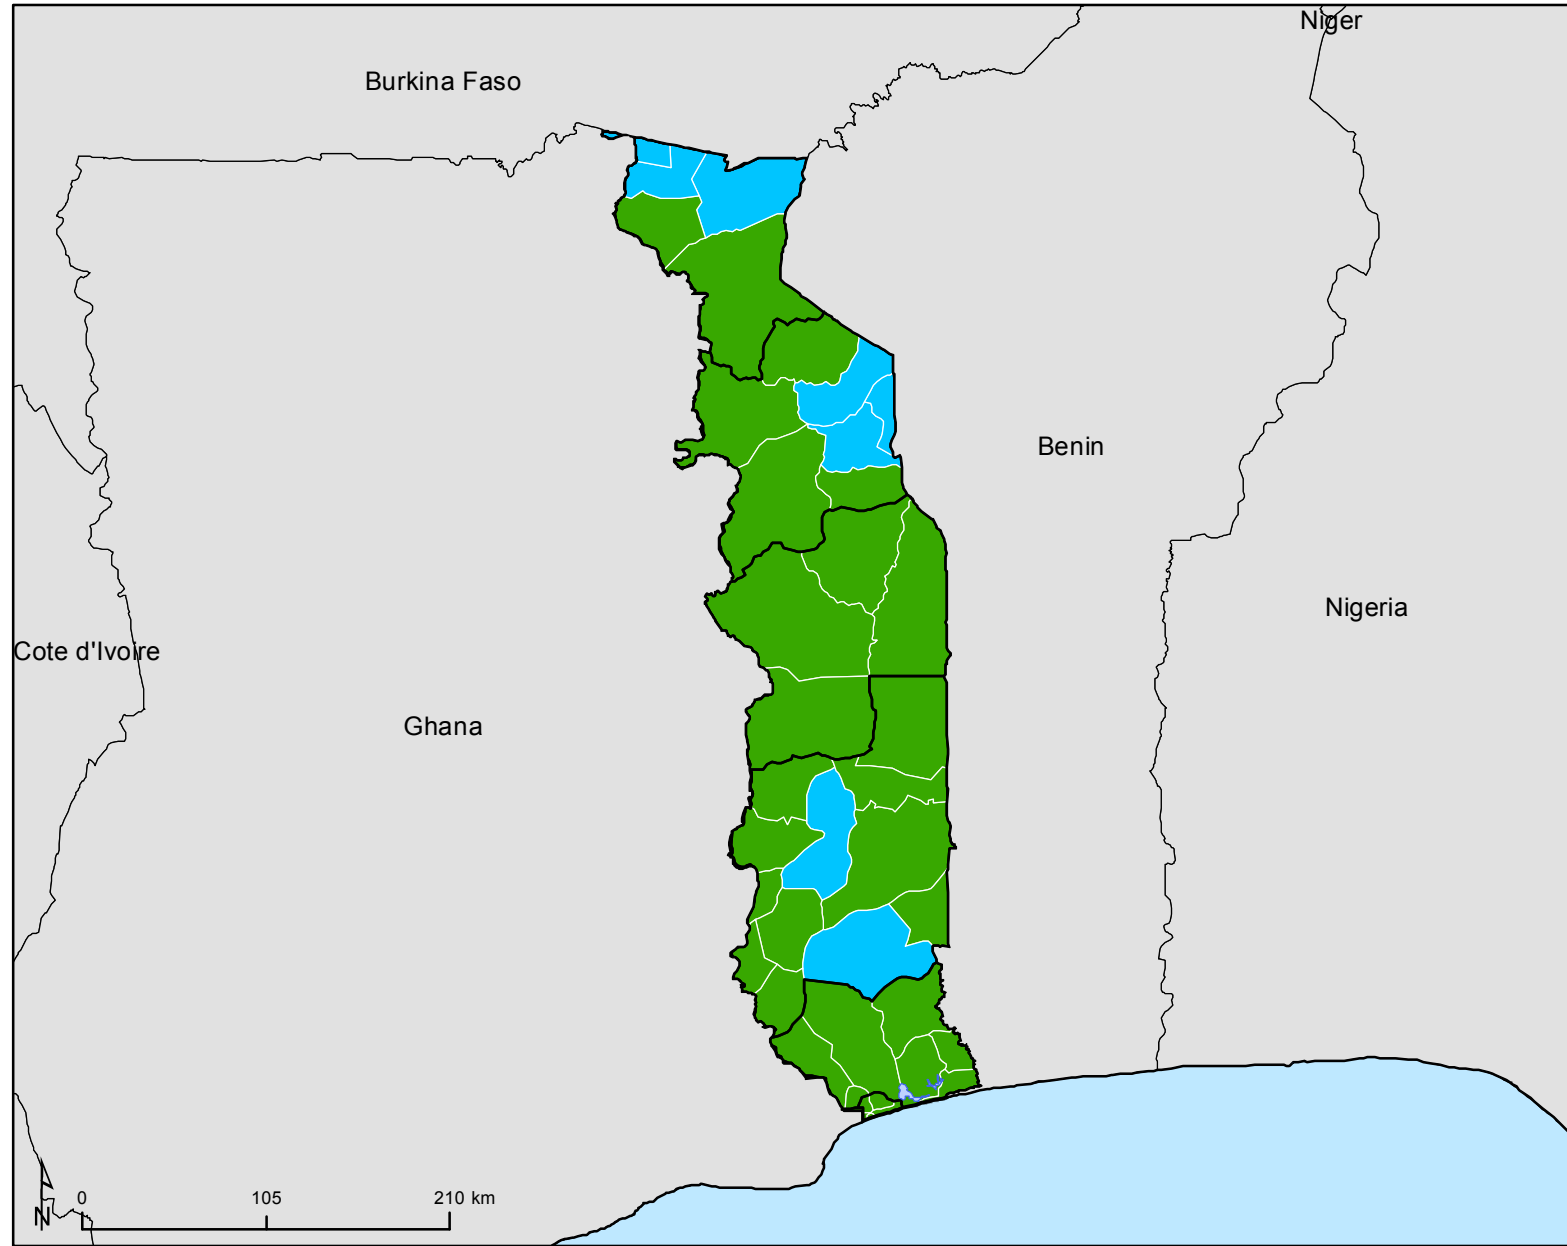 Niger
Burkina Faso
Benin
Nigeria
Cote d'Ivoire
Ghana
0 105 210 km
N